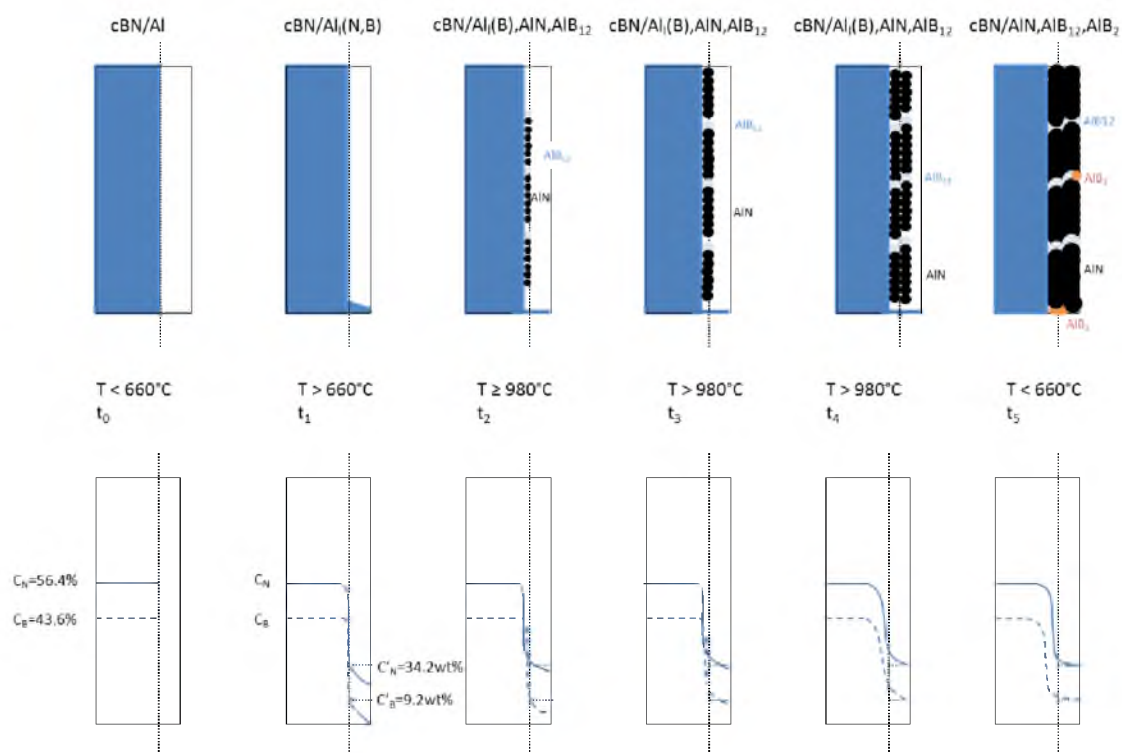 cBN/Al
cBN/Alₗ(N,B)
cBN/Alₗ(B),AlN,AlB₁₂
cBN/Alₗ(B),AlN,AlB₁₂
cBN/Alₗ(B),AlN,AlB₁₂
cBN/AlN,AlB₁₂,AlB₂
AlB₁₂
AlN
AlB₁₂
AlN
AlB₁₂
AlN
AlB12
AlB₂
AlN
AlB₂
T < 660°C
t₀
T > 660°C
t₁
T ≥ 980°C
t₂
T > 980°C
t₃
T > 980°C
t₄
T < 660°C
t₅
C_N=56.4%
C_B=43.6%
C_N
C_B
C'_N=34.2wt%
C'_B=9.2wt%